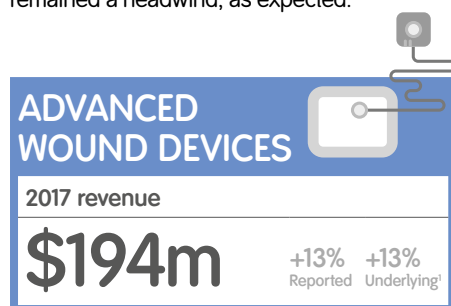 remained a headwind, as expected.
ADVANCED
WOUND DEVICES
2017 revenue
$194m
+13% +13%
Reported Underlying¹